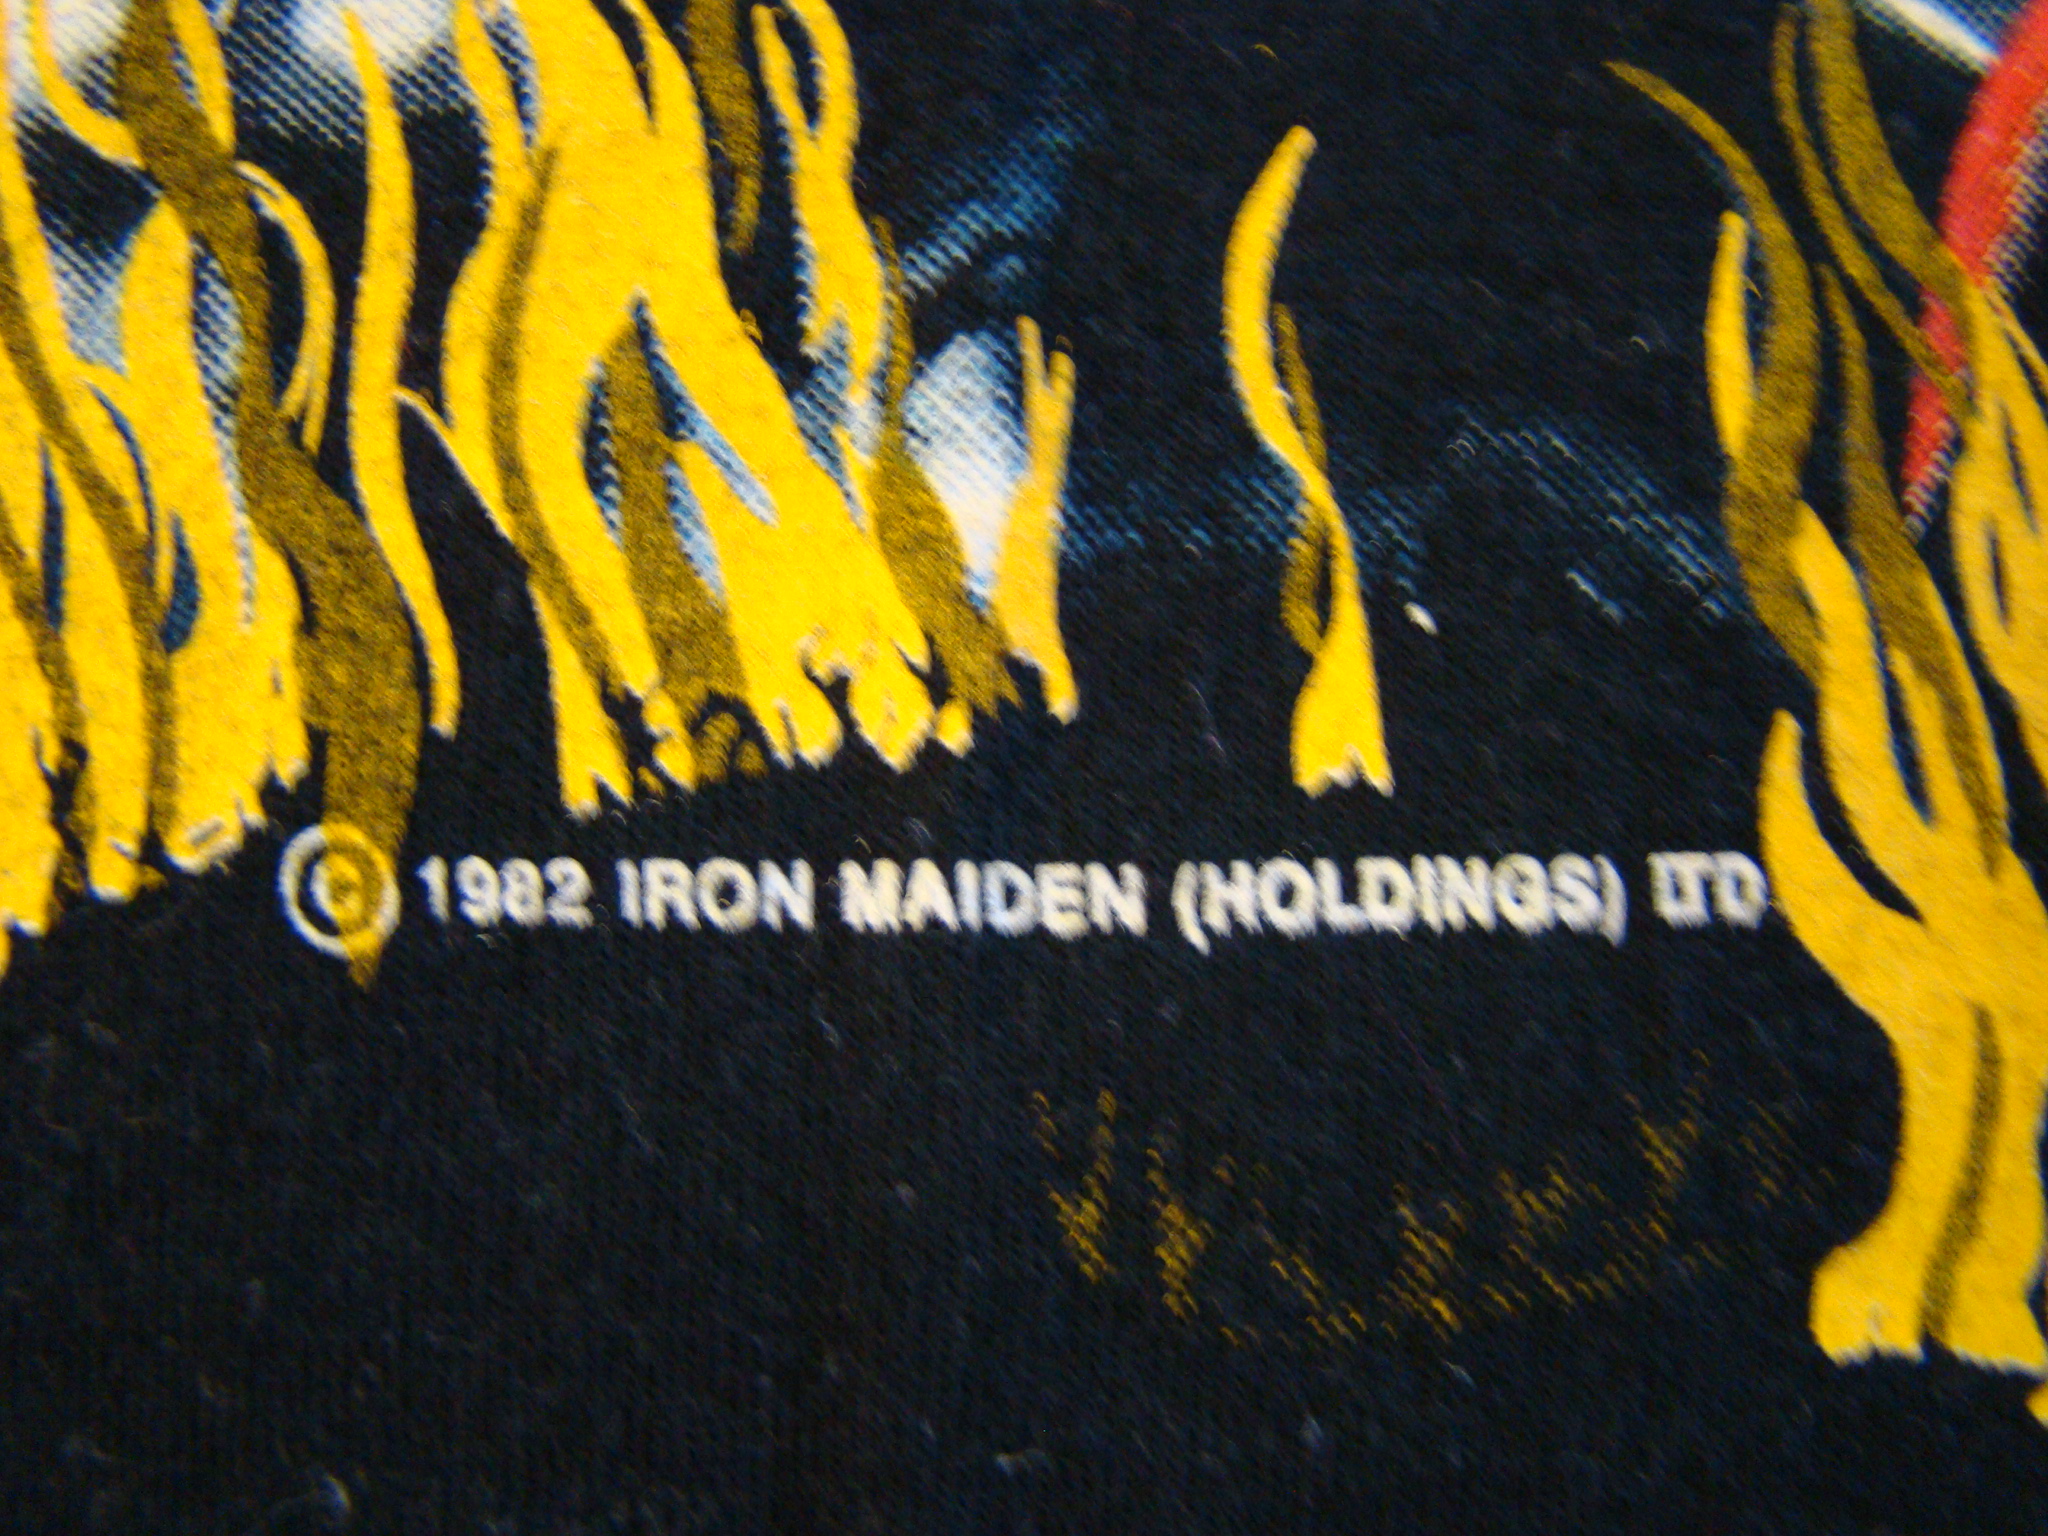 © 1982 IRON MAIDEN (HOLDINGS) LTD